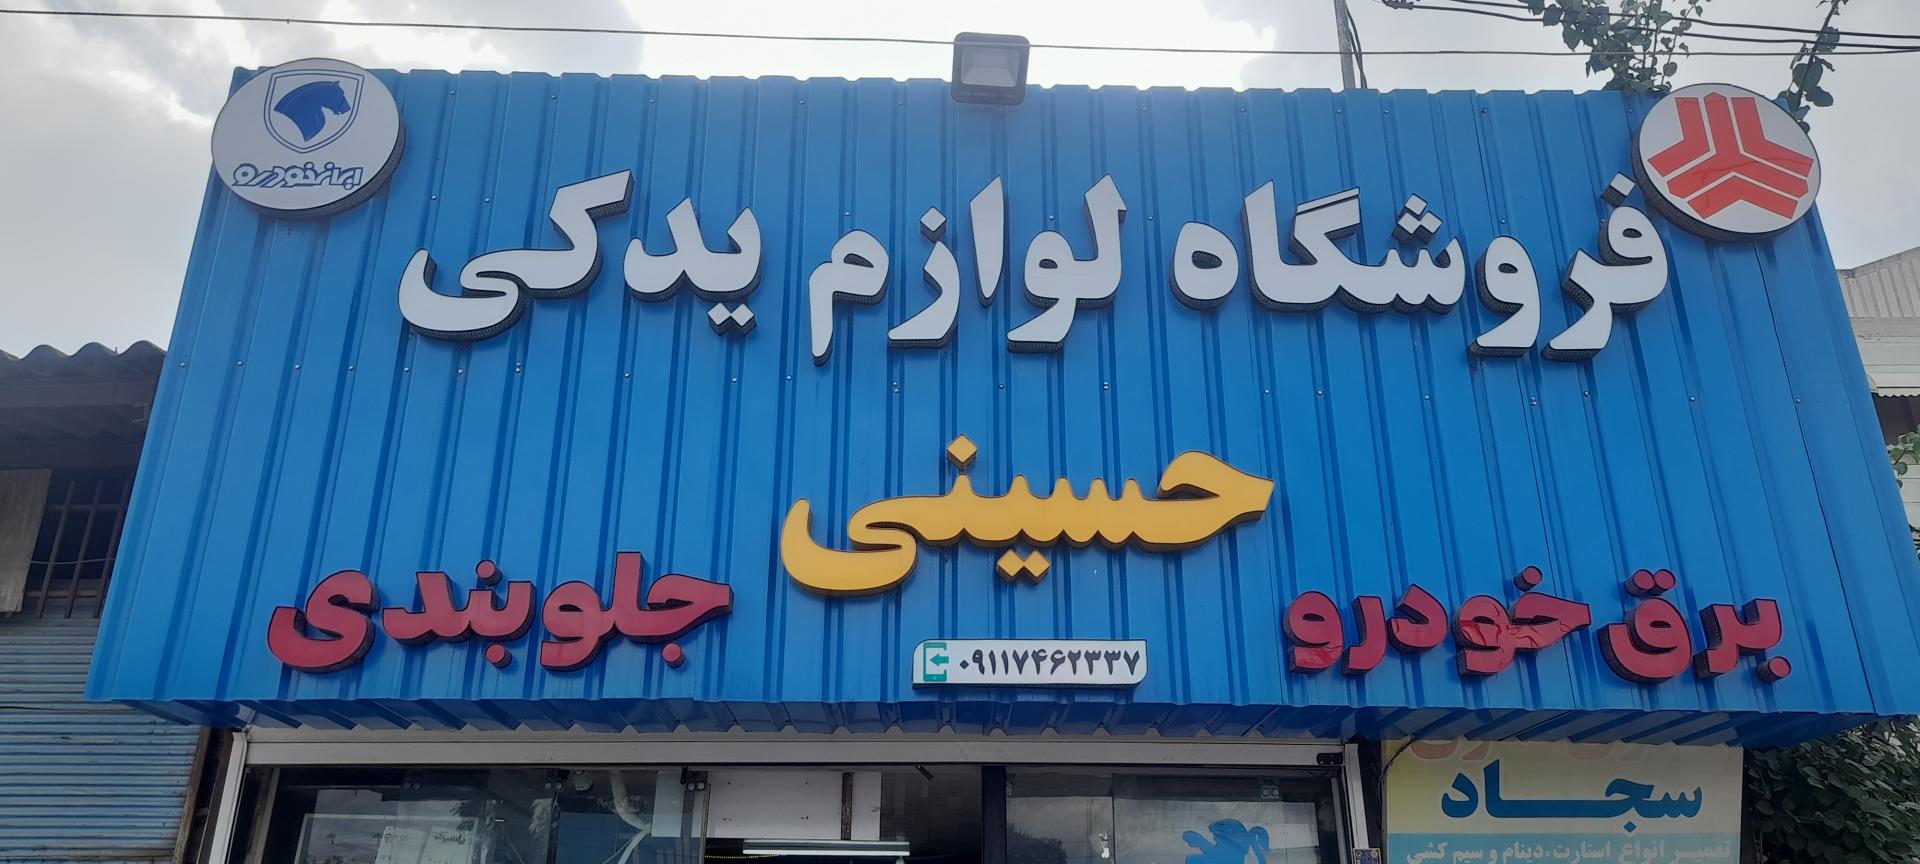 ایران خودرو
فروشگاه لوازم یدکی
حسینی
برق خودرو
جلوبندی
۰۹۱۱۷۴۶۲۳۳۷
سجاد
تعمیر انواع استارت، دینام و سیم کشی